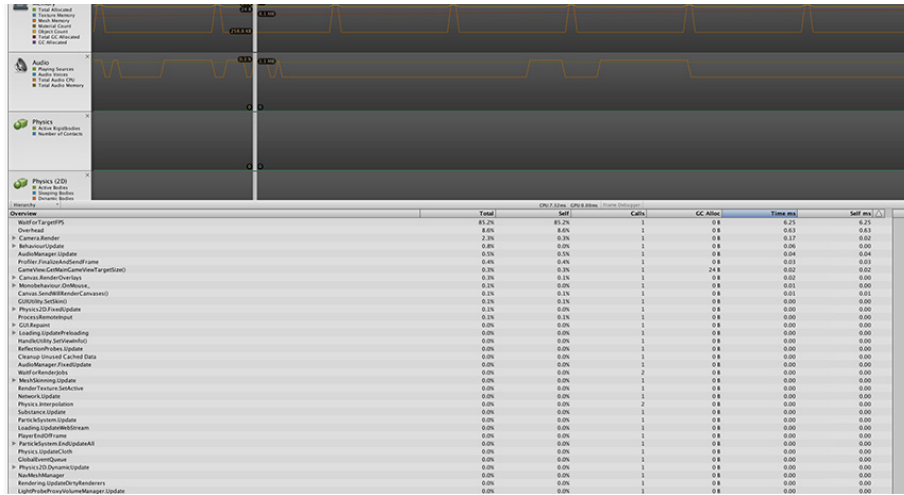 Total Allocated
Texture Memory
Mesh Memory
Material Count
Object Count
Total GC Allocated
GC Allocated
258.8 KB
Audio
Playing Sources
Audio Voices
Total Audio CPU
Total Audio Memory
Physics
Active Rigidbodies
Number of Contacts
Physics (2D)
Active Bodies
Sleeping Bodies
Dynamic Bodies
Hierarchy CPU:7.32ms GPU:0.00ms Frame Debugger
Overview Total Self Calls GC Alloc Time ms Self ms
WaitForTargetFPS 85.2% 85.2% 1 0 B 6.25 6.25
Overhead 8.6% 8.6% 1 0 B 0.63 0.63
Camera.Render 2.3% 0.3% 1 0 B 0.17 0.02
BehaviourUpdate 0.8% 0.0% 1 0 B 0.06 0.00
AudioManager.Update 0.5% 0.5% 1 0 B 0.04 0.04
Profiler.FinalizeAndSendFrame 0.4% 0.4% 1 0 B 0.03 0.03
GameView.GetMainGameViewTargetSize() 0.3% 0.3% 1 24 B 0.02 0.02
Canvas.RenderOverlays 0.3% 0.1% 1 0 B 0.02 0.00
Monobehaviour.OnMouse_ 0.1% 0.0% 1 0 B 0.01 0.00
Canvas.SendWillRenderCanvases() 0.1% 0.1% 1 0 B 0.01 0.01
GUIUtility.SetSkin() 0.1% 0.1% 1 0 B 0.00 0.00
Physics2D.FixedUpdate 0.1% 0.0% 1 0 B 0.00 0.00
ProcessRemoteInput 0.1% 0.1% 1 0 B 0.00 0.00
GUI.Repaint 0.0% 0.0% 1 0 B 0.00 0.00
Loading.UpdatePreloading 0.0% 0.0% 1 0 B 0.00 0.00
HandleUtility.SetViewInfo() 0.0% 0.0% 1 0 B 0.00 0.00
ReflectionProbes.Update 0.0% 0.0% 1 0 B 0.00 0.00
Cleanup Unused Cached Data 0.0% 0.0% 1 0 B 0.00 0.00
AudioManager.FixedUpdate 0.0% 0.0% 1 0 B 0.00 0.00
WaitForRenderJobs 0.0% 0.0% 2 0 B 0.00 0.00
MeshSkinning.Update 0.0% 0.0% 1 0 B 0.00 0.00
RenderTexture.SetActive 0.0% 0.0% 1 0 B 0.00 0.00
Network.Update 0.0% 0.0% 1 0 B 0.00 0.00
Physics.Interpolation 0.0% 0.0% 2 0 B 0.00 0.00
Substance.Update 0.0% 0.0% 1 0 B 0.00 0.00
ParticleSystem.Update 0.0% 0.0% 1 0 B 0.00 0.00
Loading.UpdateWebStream 0.0% 0.0% 1 0 B 0.00 0.00
PlayerEndOfFrame 0.0% 0.0% 1 0 B 0.00 0.00
ParticleSystem.EndUpdateAll 0.0% 0.0% 1 0 B 0.00 0.00
Physics.UpdateCloth 0.0% 0.0% 1 0 B 0.00 0.00
GlobalEventQueue 0.0% 0.0% 1 0 B 0.00 0.00
Physics2D.DynamicUpdate 0.0% 0.0% 1 0 B 0.00 0.00
NavMeshManager 0.0% 0.0% 1 0 B 0.00 0.00
Rendering.UpdateDirtyRenderers 0.0% 0.0% 1 0 B 0.00 0.00
LightProbeProxyVolumeManager.Update 0.0% 0.0% 1 0 B 0.00 0.00